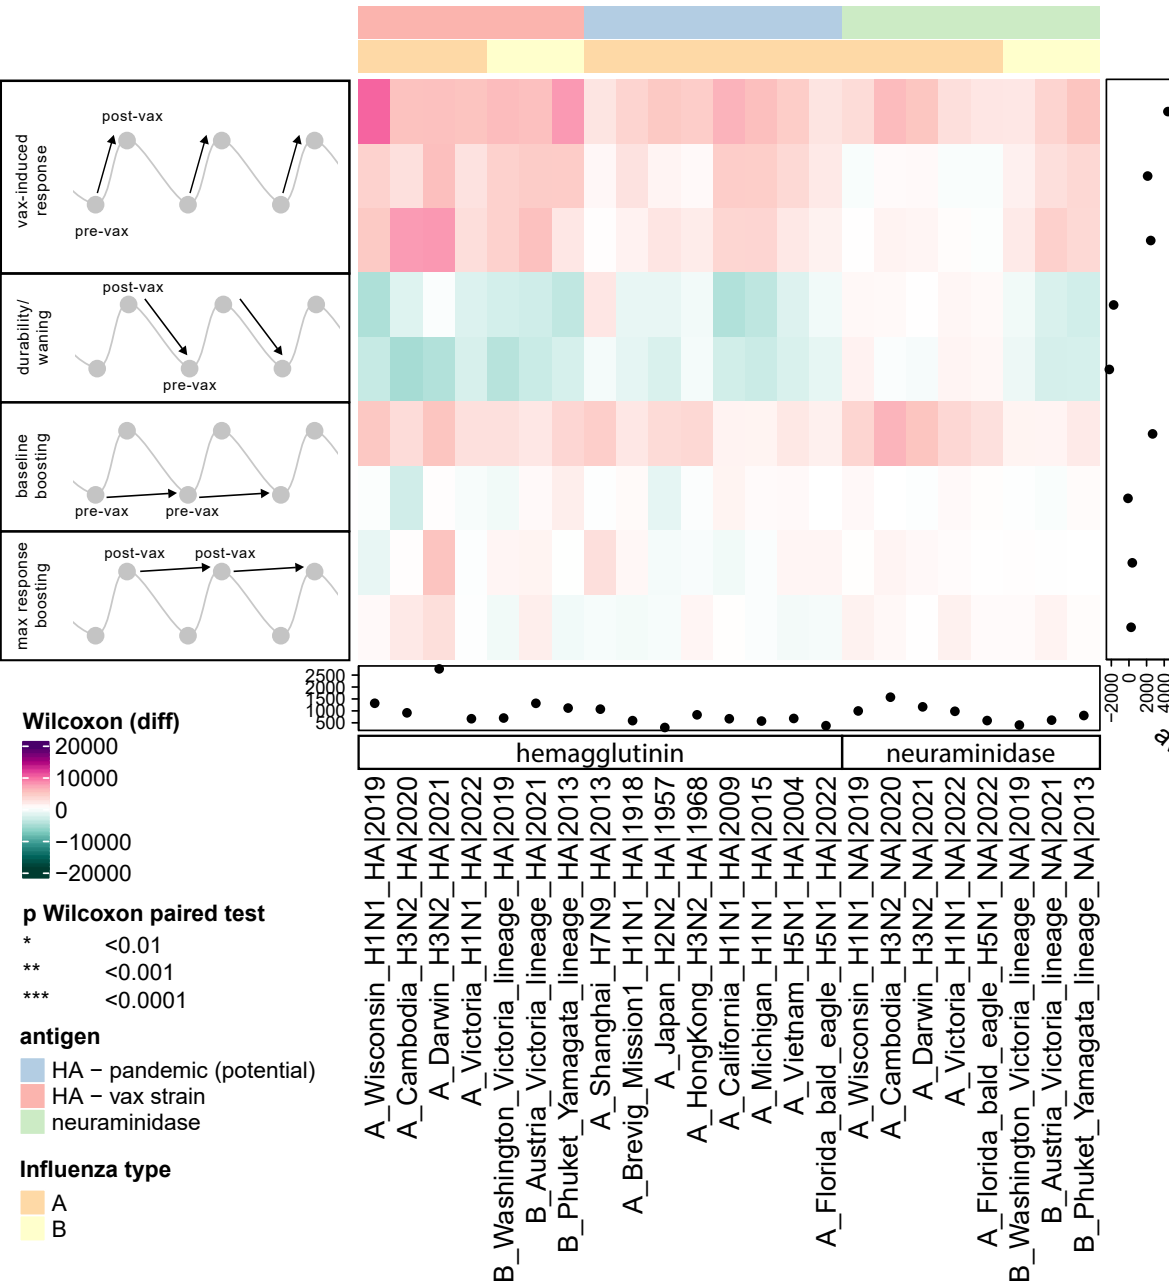 vax-induced
response
post-vax
pre-vax
durability/
waning
post-vax
pre-vax
baseline
boosting
pre-vax
pre-vax
max response
boosting
post-vax
post-vax
2500
2000
1500
1000
500
−2000
0
2000
4000
hemagglutinin
neuraminidase
A_Wisconsin_H1N1_HA|2019
A_Cambodia_H3N2_HA|2020
A_Darwin_H3N2_HA|2021
A_Victoria_H1N1_HA|2022
B_Washington_Victoria_lineage_HA|2019
B_Austria_Victoria_lineage_HA|2021
B_Phuket_Yamagata_lineage_HA|2013
A_Shanghai_H7N9_HA|2013
A_Brevig_Mission1_H1N1_HA|1918
A_Japan_H2N2_HA|1957
A_HongKong_H3N2_HA|1968
A_California_H1N1_HA|2009
A_Michigan_H1N1_HA|2015
A_Vietnam_H5N1_HA|2004
A_Florida_bald_eagle_H5N1_HA|2022
A_Wisconsin_H1N1_NA|2019
A_Cambodia_H3N2_NA|2020
A_Darwin_H3N2_NA|2021
A_Victoria_H1N1_NA|2022
A_Florida_bald_eagle_H5N1_NA|2022
B_Washington_Victoria_lineage_NA|2019
B_Austria_Victoria_lineage_NA|2021
B_Phuket_Yamagata_lineage_NA|2013
Wilcoxon (diff)
20000
10000
0
−10000
−20000
p Wilcoxon paired test
* <0.01
** <0.001
*** <0.0001
antigen
HA − pandemic (potential)
HA − vax strain
neuraminidase
Influenza type
A
B